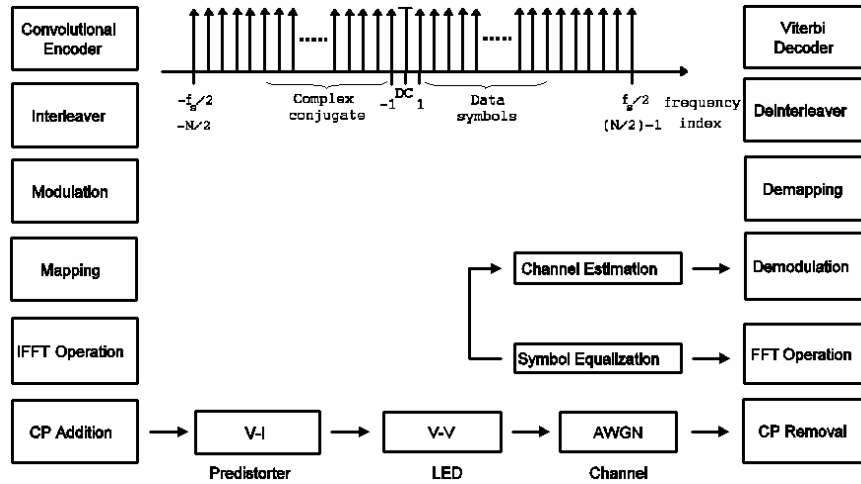 Convolutional
Encoder
Interleaver
Modulation
Mapping
IFFT Operation
CP Addition
.....
.....
-fs/2
-N/2
Complex
conjugate
-1
DC
1
Data
symbols
fs/2
(N/2)-1
frequency
index
Viterbi
Decoder
Deinterleaver
Demapping
Channel Estimation
Demodulation
Symbol Equalization
FFT Operation
V-I
V-V
AWGN
CP Removal
Predistorter
LED
Channel